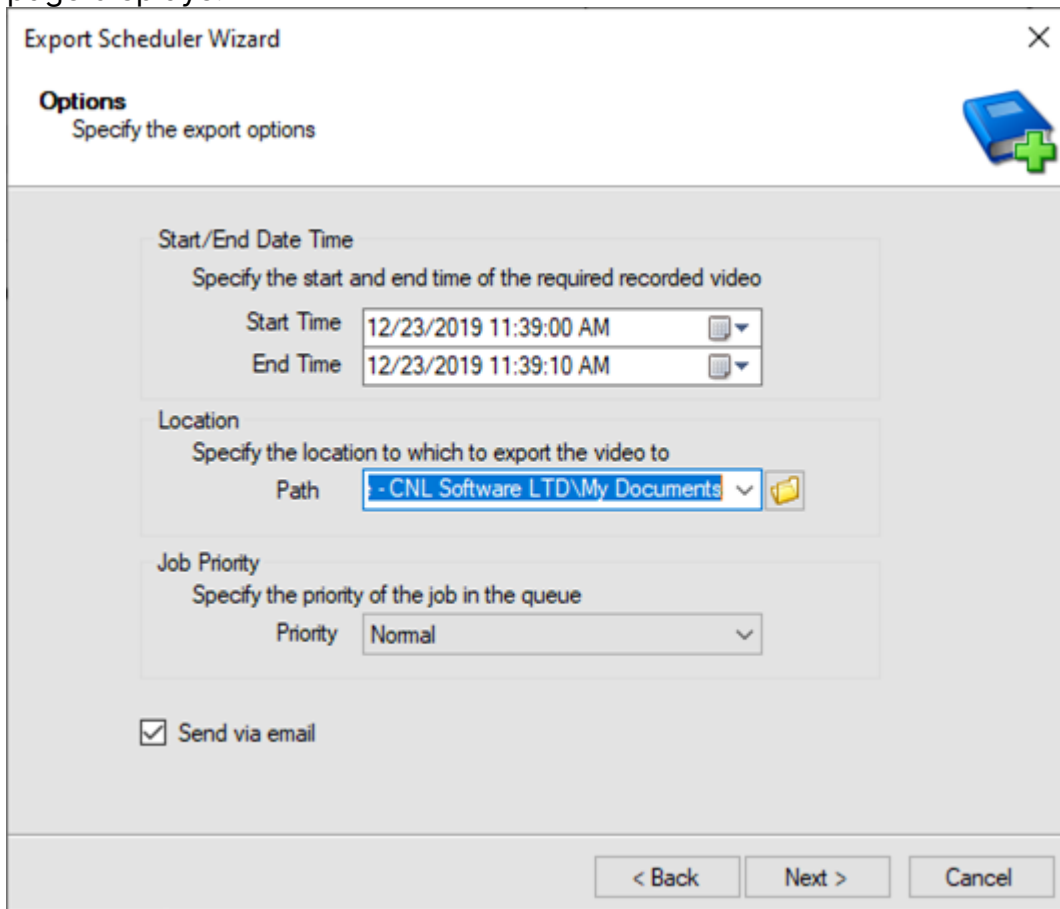 Export Scheduler Wizard
Options
Specify the export options
Start/End Date Time
Specify the start and end time of the required recorded video
Start Time 12/23/2019 11:39:00 AM
End Time 12/23/2019 11:39:10 AM
Location
Specify the location to which to export the video to
Path - CNL Software LTD\My Documents
Job Priority
Specify the priority of the job in the queue
Priority Normal
Send via email
< Back Next > Cancel